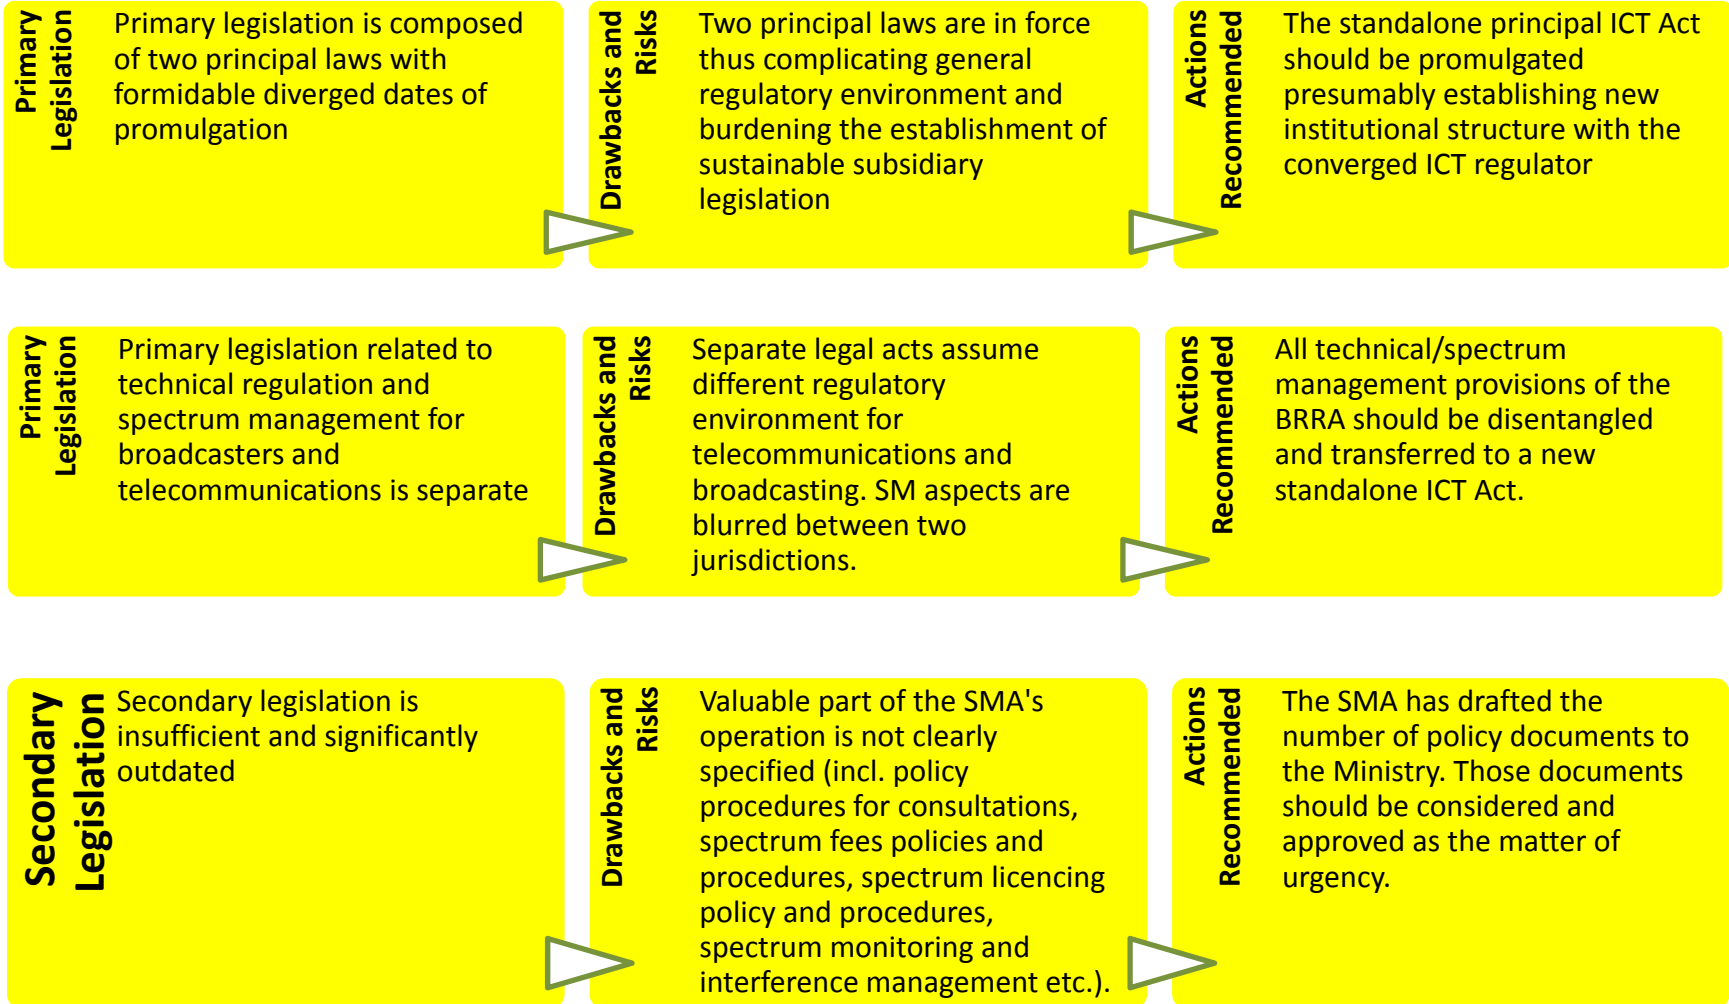 Primary
Legislation
Primary legislation is composed
of two principal laws with
formidable diverged dates of
promulgation
Drawbacks and
Risks
Two principal laws are in force
thus complicating general
regulatory environment and
burdening the establishment of
sustainable subsidiary
legislation
Actions
Recommended
The standalone principal ICT Act
should be promulgated
presumably establishing new
institutional structure with the
converged ICT regulator
Primary
Legislation
Primary legislation related to
technical regulation and
spectrum management for
broadcasters and
telecommunications is separate
Drawbacks and
Risks
Separate legal acts assume
different regulatory
environment for
telecommunications and
broadcasting. SM aspects are
blurred between two
jurisdictions.
Actions
Recommended
All technical/spectrum
management provisions of the
BRRA should be disentangled
and transferred to a new
standalone ICT Act.
Secondary
Legislation
Secondary legislation is
insufficient and significantly
outdated
Drawbacks and
Risks
Valuable part of the SMA's
operation is not clearly
specified (incl. policy
procedures for consultations,
spectrum fees policies and
procedures, spectrum licencing
policy and procedures,
spectrum monitoring and
interference management etc.).
Actions
Recommended
The SMA has drafted the
number of policy documents to
the Ministry. Those documents
should be considered and
approved as the matter of
urgency.